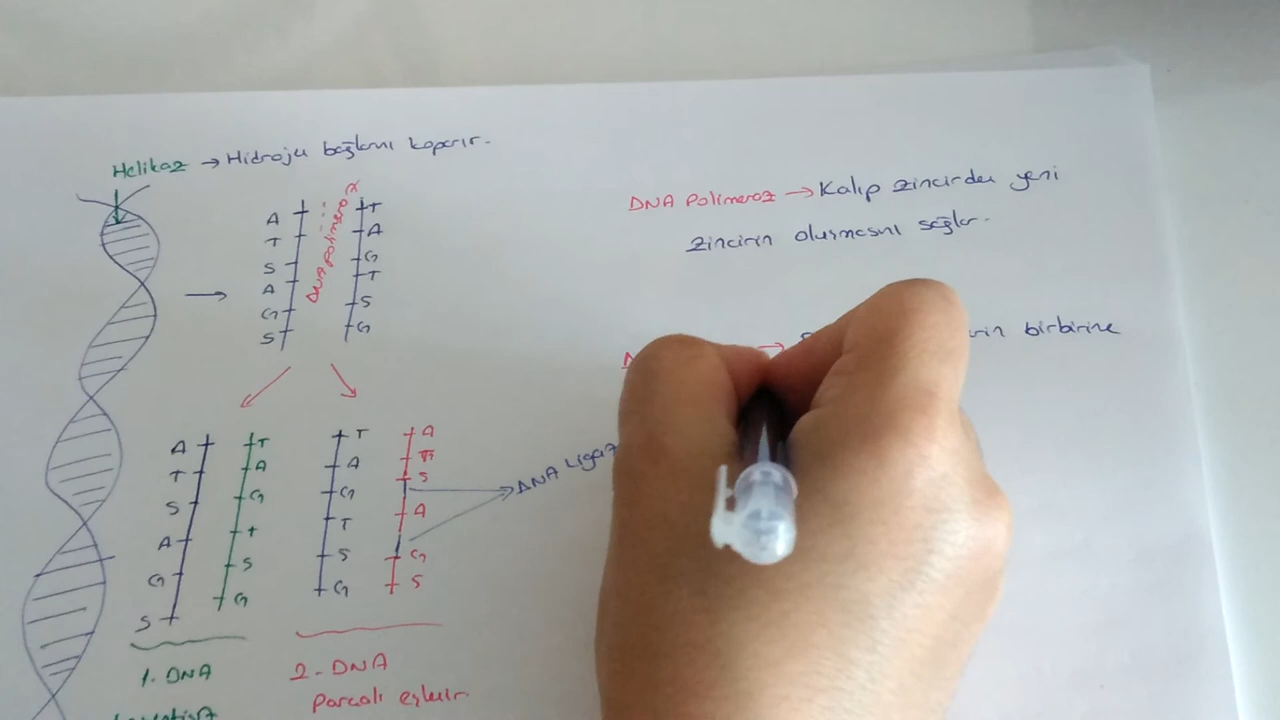 Helikaz → Hidrojen bağlarını koparır.
DNA Polimeraz → Kalıp zincirden yeni
zincirin oluşmasını sağlar.
A
T
S
A
G
S
DNA Polimeraz
T
A
G
T
S
G
→ birbirine
DNA Ligaz
A
T
S
A
G
S
T
A
G
T
S
G
T
A
G
T
S
G
A
T
S
A
G
S
1. DNA
2. DNA
Parçalı eşlenir.